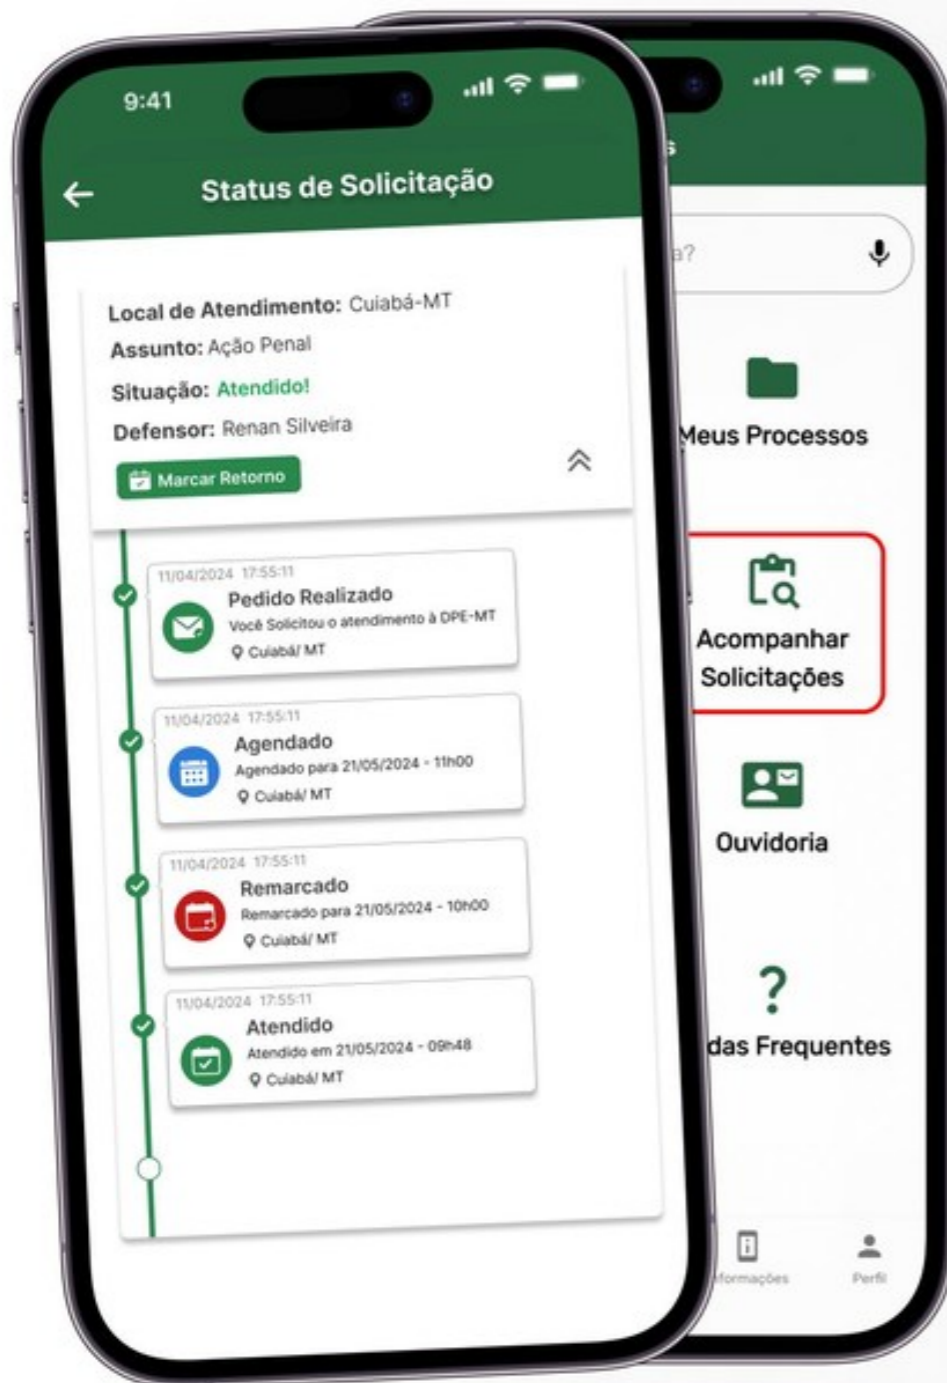 9:41
Status de Solicitação
Local de Atendimento: Cuiabá-MT
Assunto: Ação Penal
Situação: Atendido!
Defensor: Renan Silveira
Marcar Retorno
11/04/2024 17:55:11
Pedido Realizado
Você Solicitou o atendimento à DPE-MT
Cuiabá/ MT
11/04/2024 17:55:11
Agendado
Agendado para 21/05/2024 - 11h00
Cuiabá/ MT
11/04/2024 17:55:11
Remarcado
Remarcado para 21/05/2024 - 10h00
Cuiabá/ MT
11/04/2024 17:55:11
Atendido
Atendido em 21/05/2024 - 09h48
Cuiabá/ MT
s
a?
Meus Processos
Acompanhar
Solicitações
Ouvidoria
?
das Frequentes
nformações
Perfil